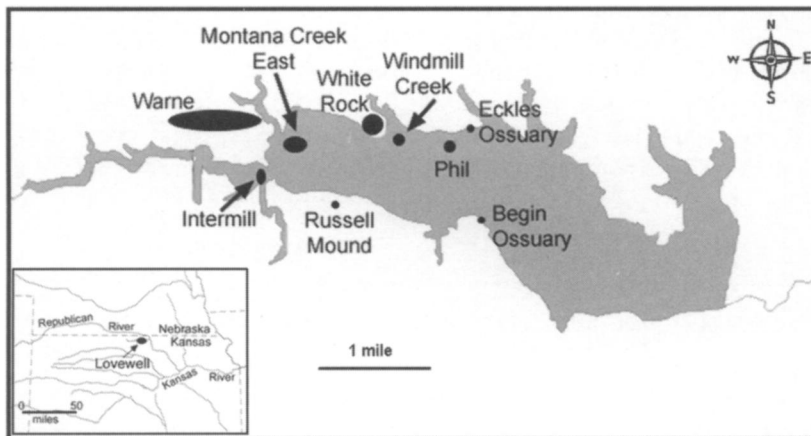 Montana Creek
East
Windmill
Creek
White
Rock
Warne
Eckles
Ossuary
Phil
Intermill
Russell
Mound
Begin
Ossuary
1 mile
N
W
E
S
Republican
River
Nebraska
Kansas
Lovewell
Kansas
River
0 50
miles